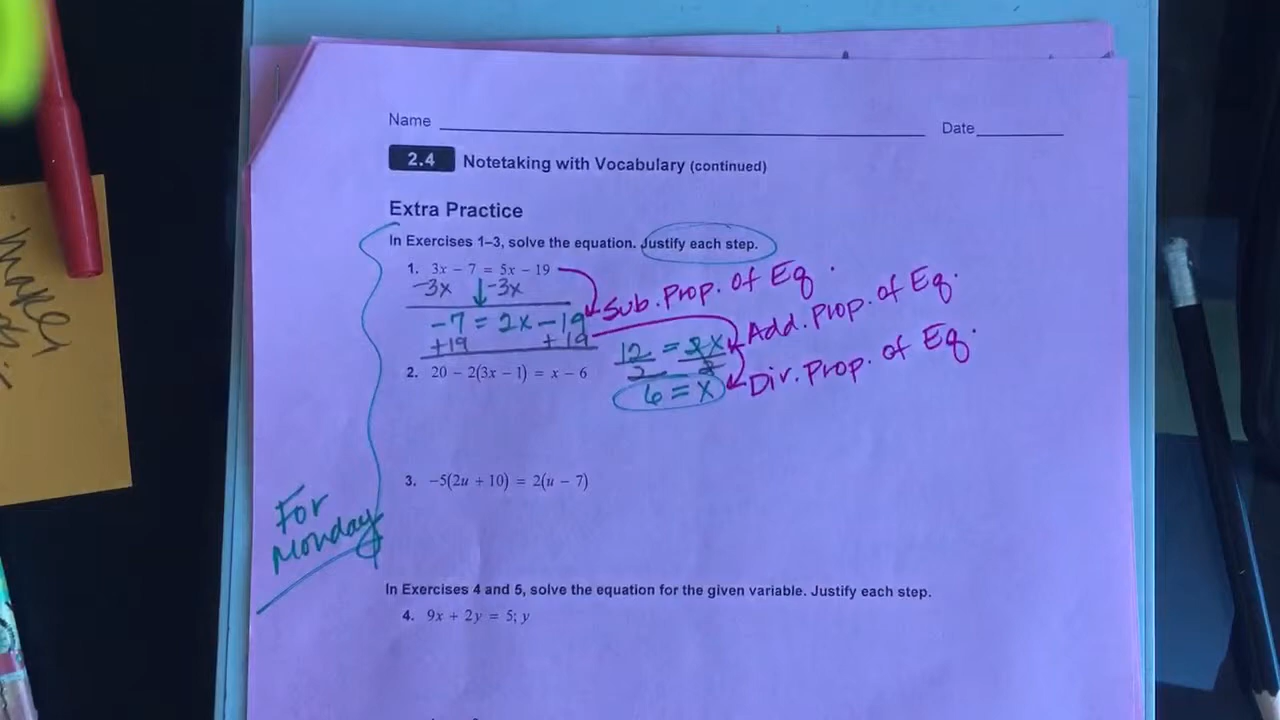 Name Date
2.4 Notetaking with Vocabulary (continued)
Extra Practice
In Exercises 1–3, solve the equation. Justify each step.
1. 3x − 7 = 5x − 19
-3x -3x
-7 = 2x - 19
+19 +19
Sub. Prop. of Eq.
12 = 2x
2 2
Add. Prop. of Eq.
6 = x
Div. Prop. of Eq.
2. 20 − 2(3x − 1) = x − 6
3. −5(2u + 10) = 2(u − 7)
For
Monday
In Exercises 4 and 5, solve the equation for the given variable. Justify each step.
4. 9x + 2y = 5; y